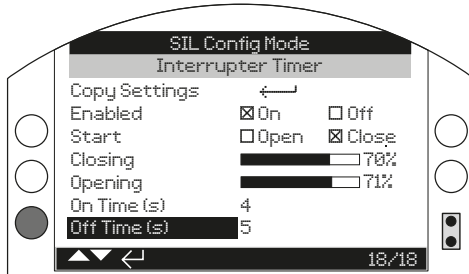 SIL Config Mode
Interrupter Timer
Copy Settings
Enabled On Off
Start Open Close
Closing 70%
Opening 71%
On Time (s) 4
Off Time (s) 5
18/18